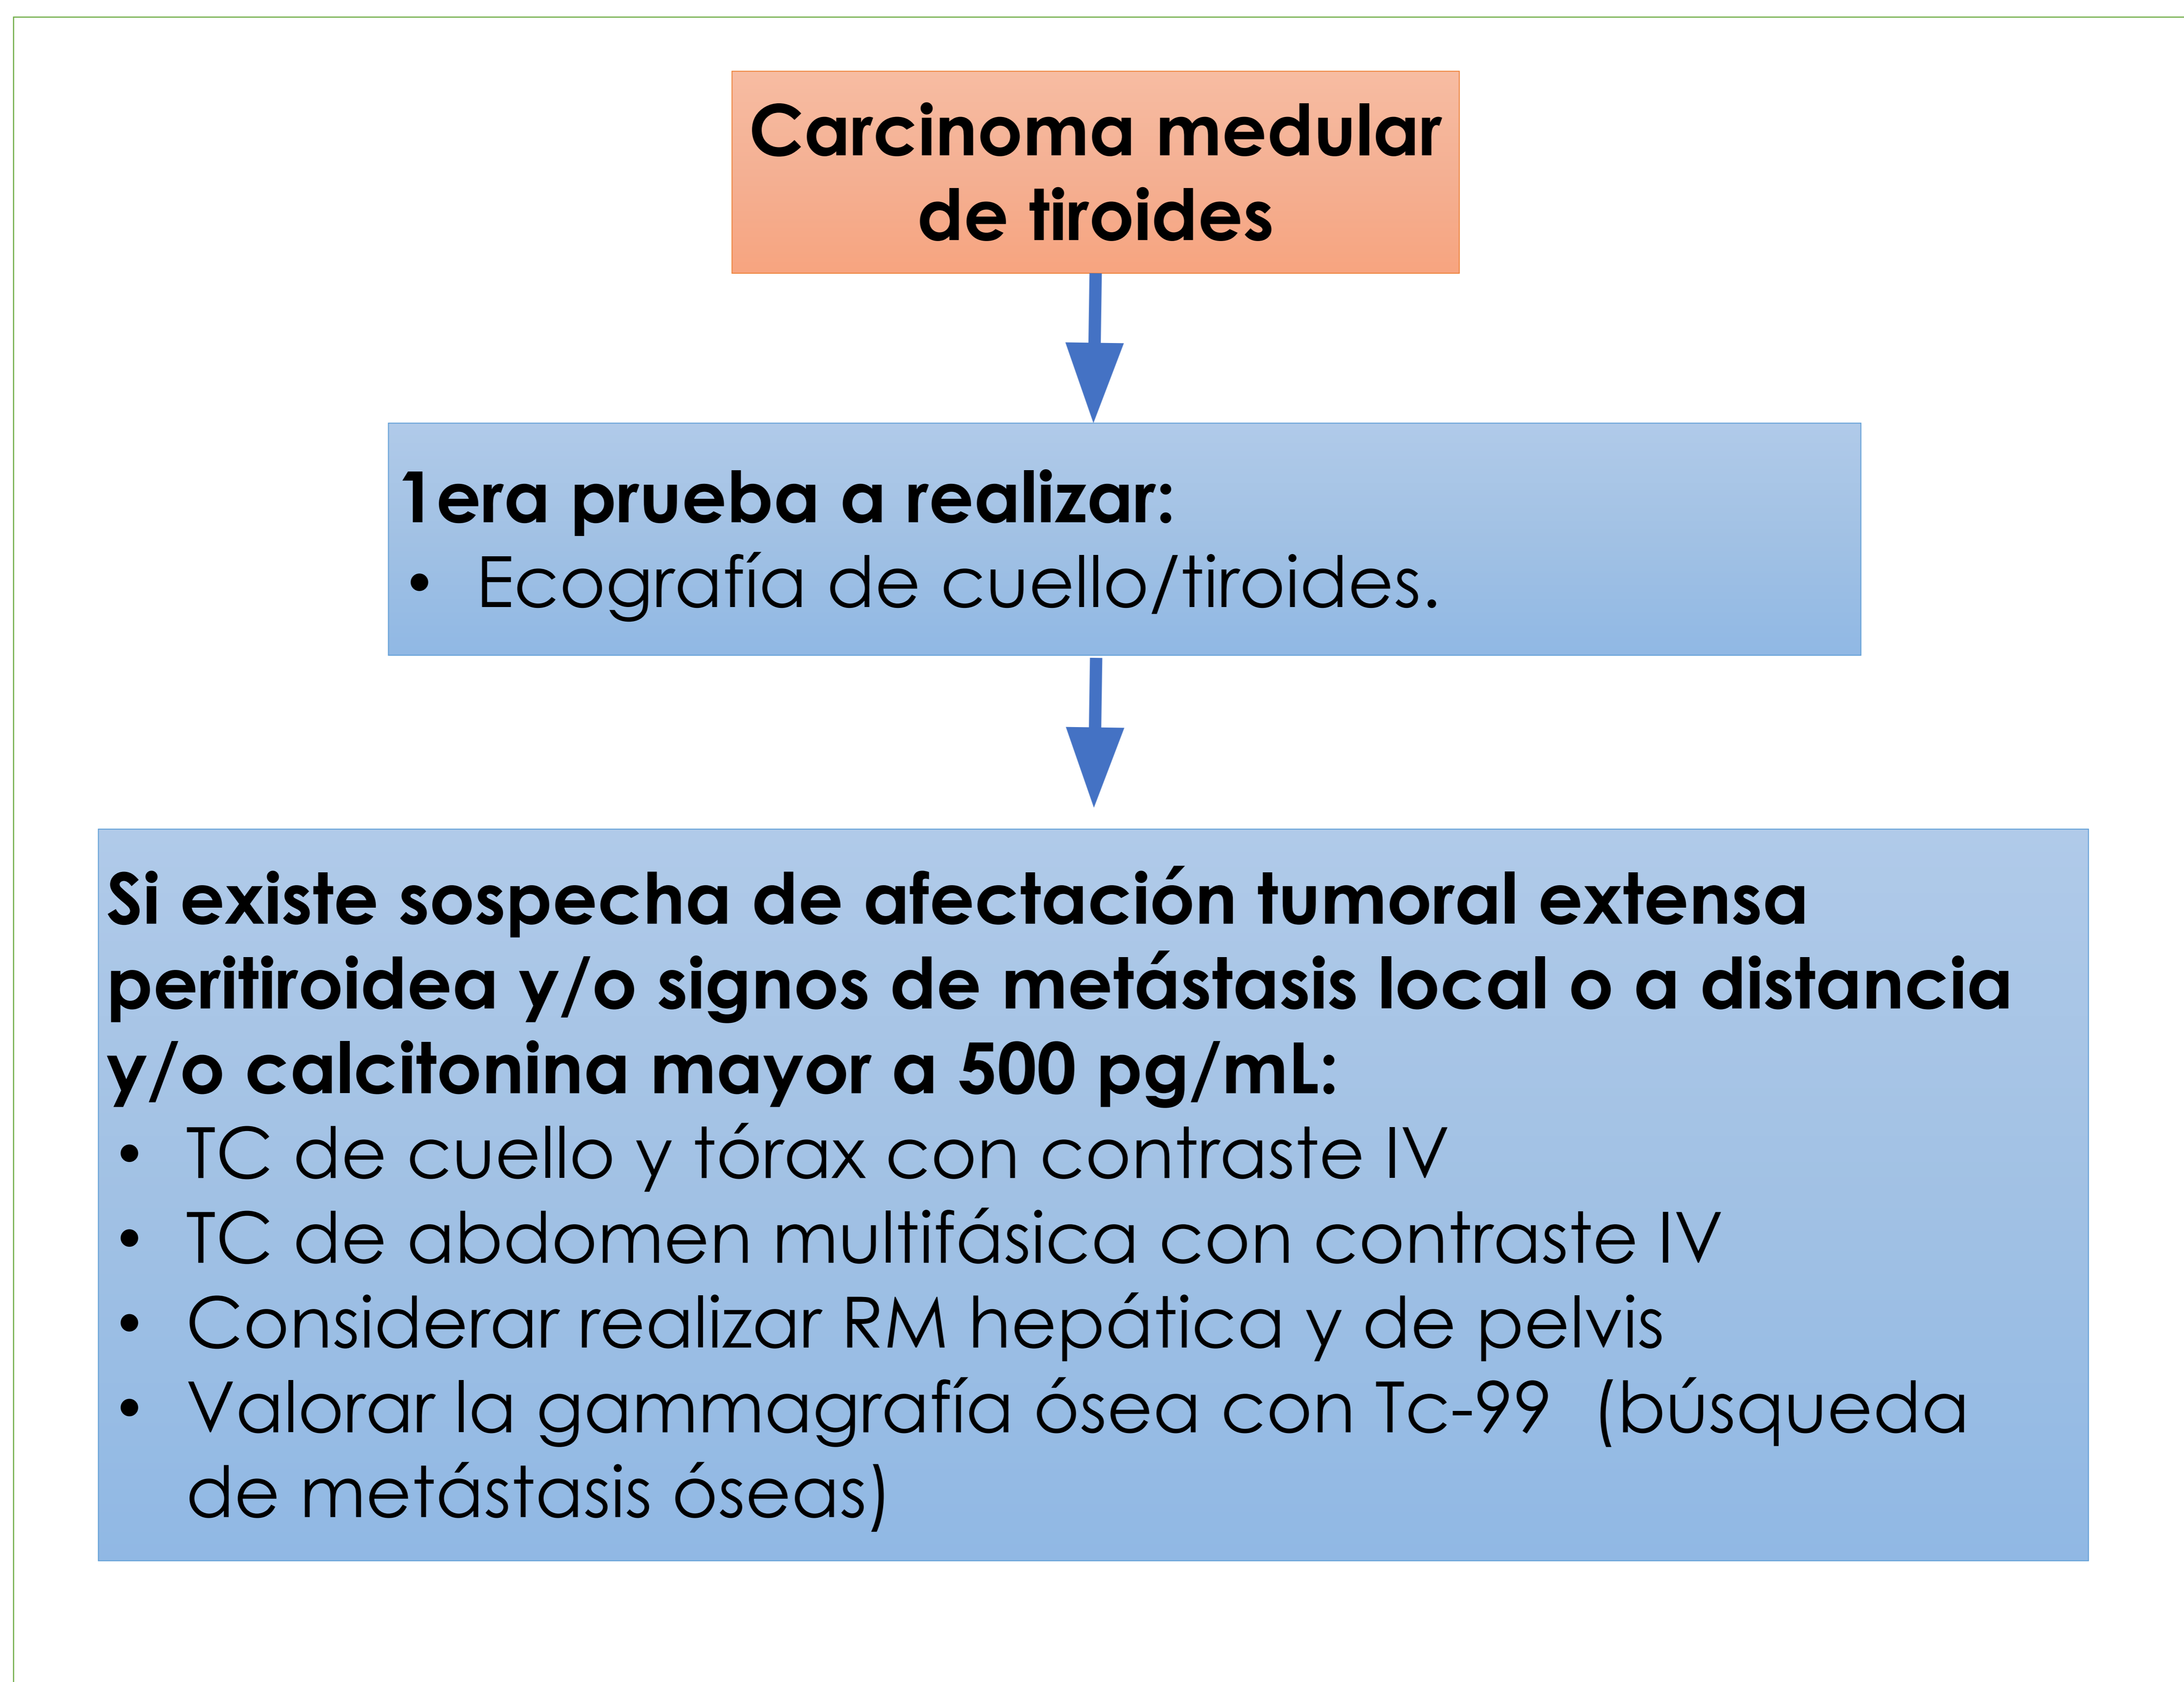 Carcinoma medular
de tiroides
1era prueba a realizar:
• Ecografía de cuello/tiroides.
Si existe sospecha de afectación tumoral extensa
peritiroidea y/o signos de metástasis local o a distancia
y/o calcitonina mayor a 500 pg/mL:
• TC de cuello y tórax con contraste IV
• TC de abdomen multifásica con contraste IV
• Considerar realizar RM hepática y de pelvis
• Valorar la gammagrafía ósea con Tc-99 (búsqueda
de metástasis óseas)